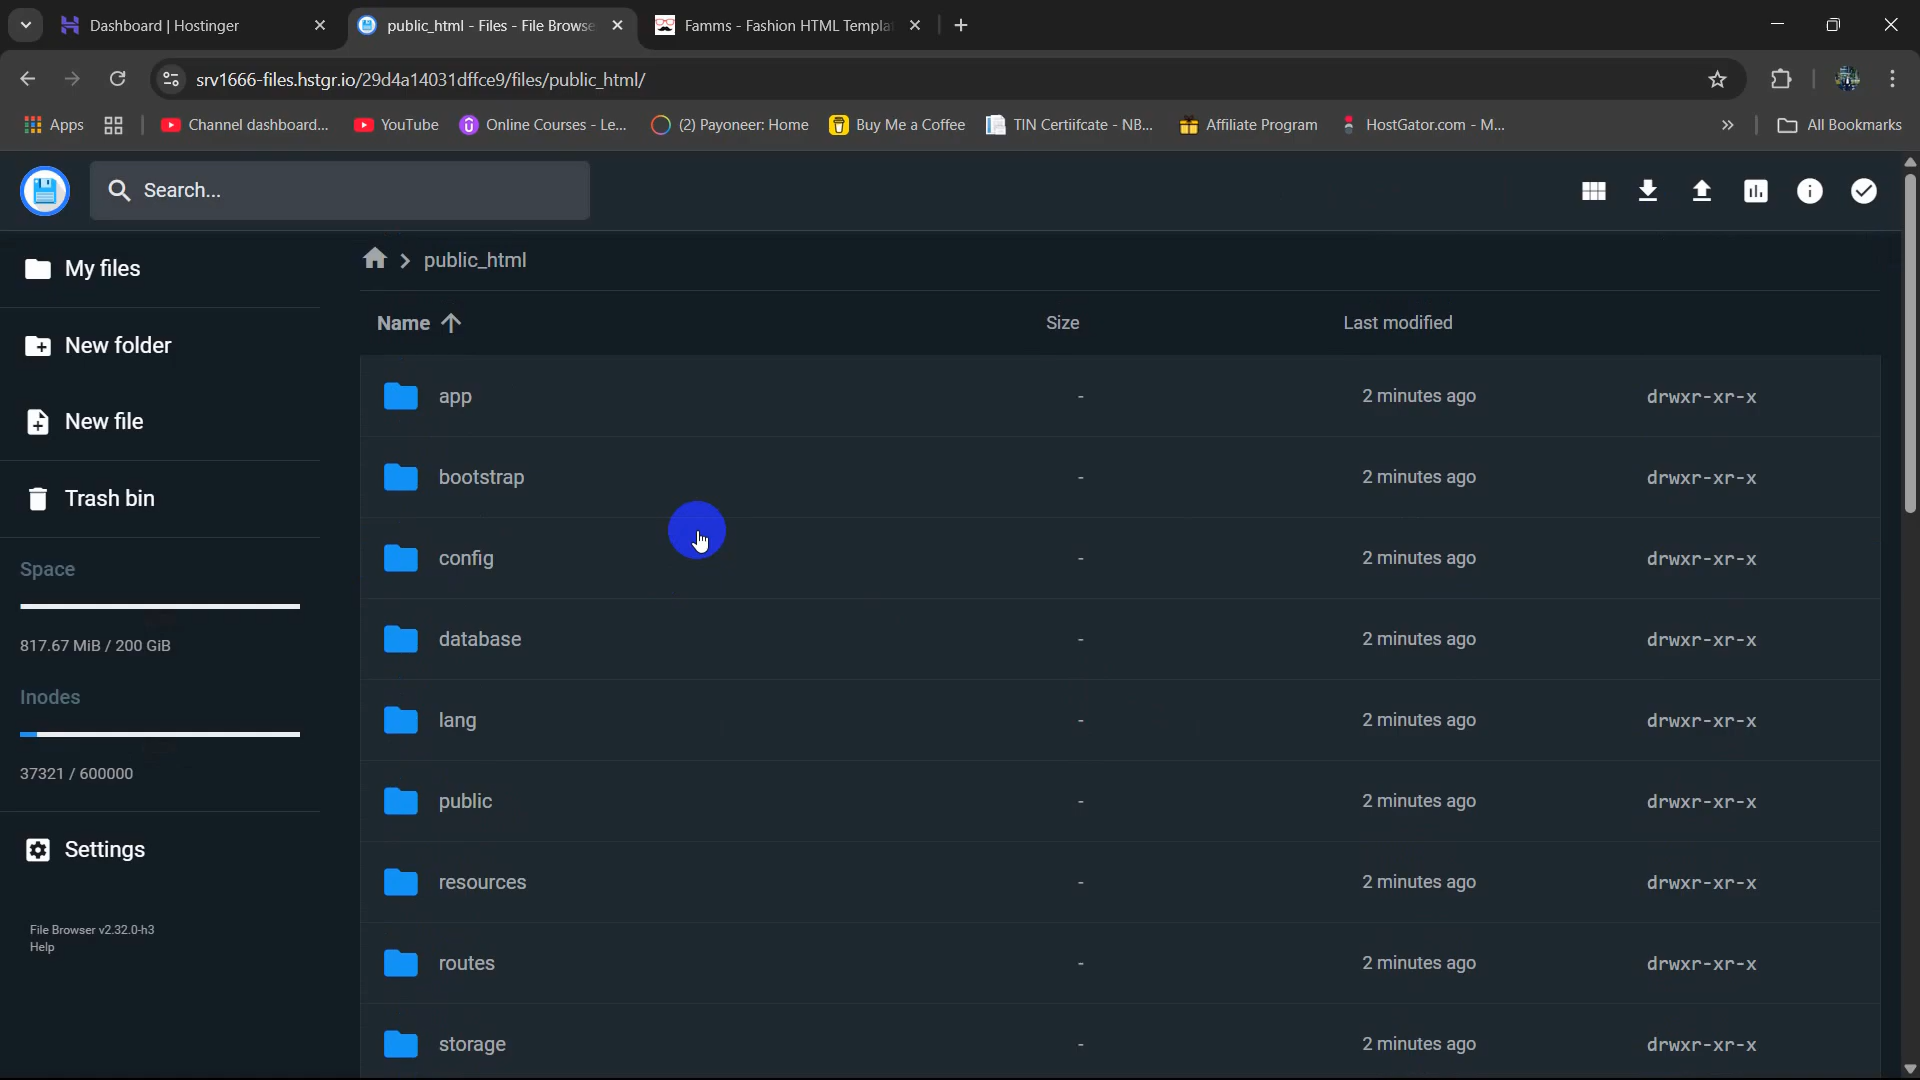 Dashboard | Hostinger
public_html - Files - File Browse
Famms - Fashion HTML Templa
srv1666-files.hstgr.io/29d4a14031dffce9/files/public_html/
Apps
Channel dashboard...
YouTube
Online Courses - Le...
(2) Payoneer: Home
Buy Me a Coffee
TIN Certiifcate - NB...
Affiliate Program
HostGator.com - M...
All Bookmarks
Search...
My files
New folder
New file
Trash bin
Space
817.67 MiB / 200 GiB
Inodes
37321 / 600000
Settings
File Browser v2.32.0-h3
Help
public_html
Name Size Last modified
app - 2 minutes ago drwxr-xr-x
bootstrap - 2 minutes ago drwxr-xr-x
config - 2 minutes ago drwxr-xr-x
database - 2 minutes ago drwxr-xr-x
lang - 2 minutes ago drwxr-xr-x
public - 2 minutes ago drwxr-xr-x
resources - 2 minutes ago drwxr-xr-x
routes - 2 minutes ago drwxr-xr-x
storage - 2 minutes ago drwxr-xr-x